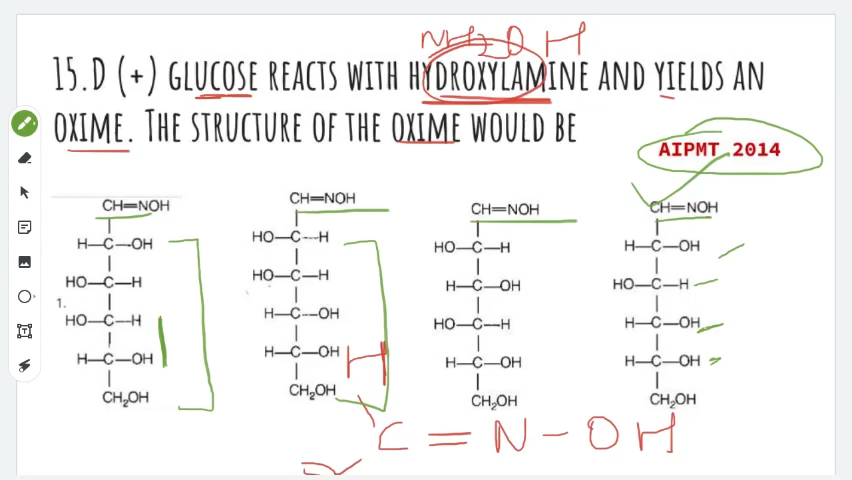 NH2OH
15.D (+) GLUCOSE REACTS WITH HYDROXYLAMINE AND YIELDS AN
OXIME. THE STRUCTURE OF THE OXIME WOULD BE
AIPMT 2014
1.
CH=NOH
H—C—OH
HO—C—H
HO—C—H
H—C—OH
CH₂OH
CH=NOH
HO—C—H
HO—C—H
H—C—OH
H—C—OH
CH₂OH
CH=NOH
HO—C—H
H—C—OH
HO—C—H
H—C—OH
CH₂OH
CH=NOH
H—C—OH
HO—C—H
H—C—OH
H—C—OH
CH₂OH
H
C=N-OH